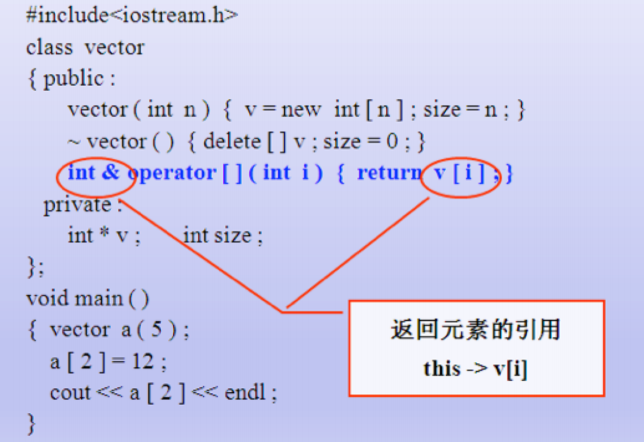 #include<iostream.h>
class vector
{ public :
vector ( int n ) { v = new int [ n ] ; size = n ; }
~ vector ( ) { delete [ ] v ; size = 0 ; }
int & operator [ ] ( int i ) { return v [ i ] ; }
private :
int * v ; int size ;
};
void main ( )
{ vector a ( 5 ) ;
a [ 2 ] = 12 ;
cout << a [ 2 ] << endl ;
}
返回元素的引用
this -> v[i]